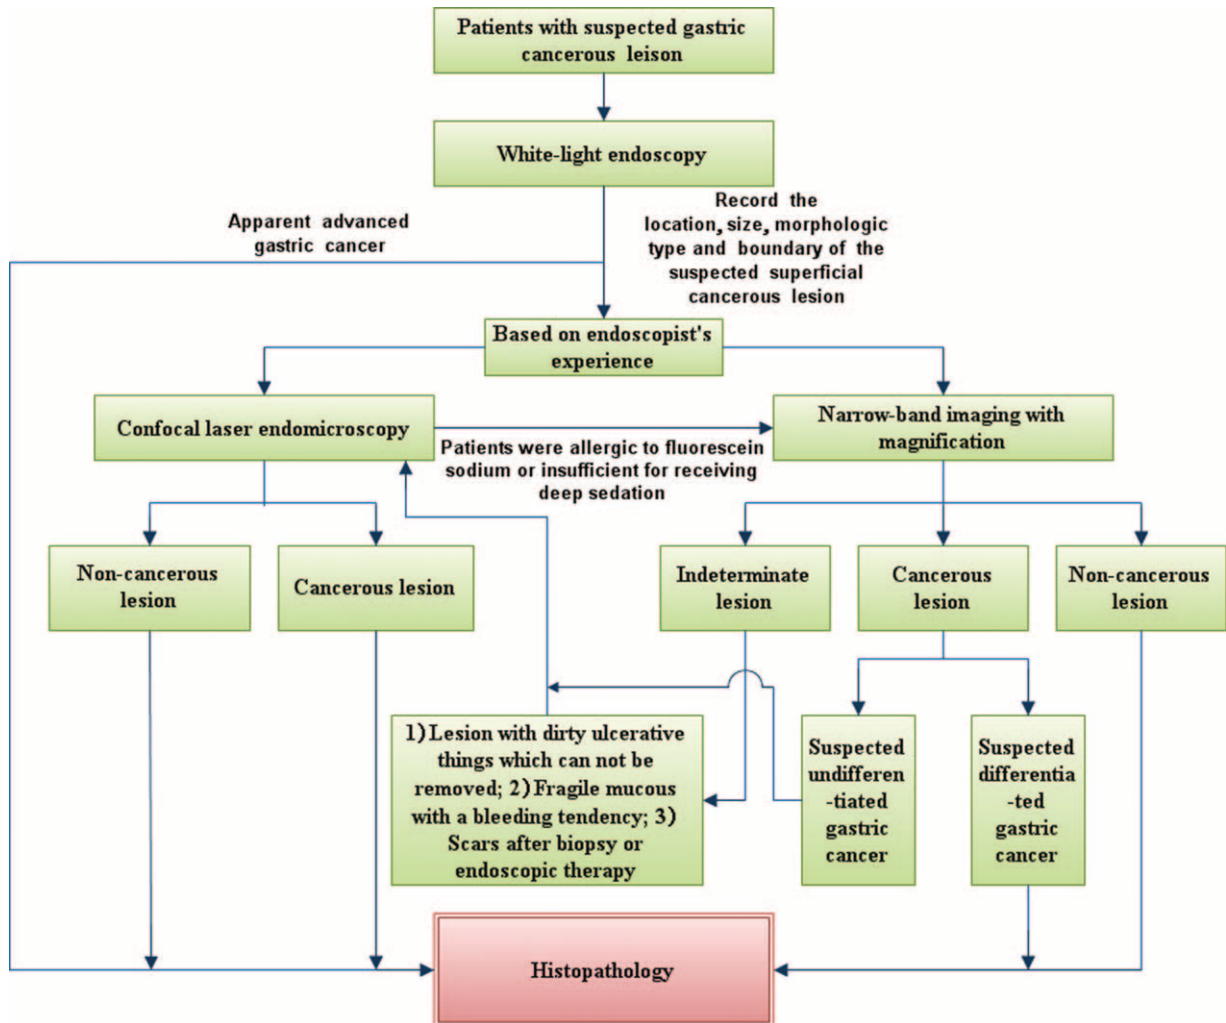 Patients with suspected gastric
cancerous leison
White-light endoscopy
Apparent advanced
gastric cancer
Record the
location, size, morphologic
type and boundary of the
suspected superficial
cancerous lesion
Based on endoscopist's
experience
Confocal laser endomicroscopy
Patients were allergic to fluorescein
sodium or insufficient for receiving
deep sedation
Narrow-band imaging with
magnification
Non-cancerous
lesion
Cancerous lesion
Indeterminate
lesion
Cancerous
lesion
Non-cancerous
lesion
1) Lesion with dirty ulcerative
things which can not be
removed; 2) Fragile mucous
with a bleeding tendency; 3)
Scars after biopsy or
endoscopic therapy
Suspected
undifferen
-tiated
gastric
cancer
Suspected
differentia
-ted
gastric
cancer
Histopathology